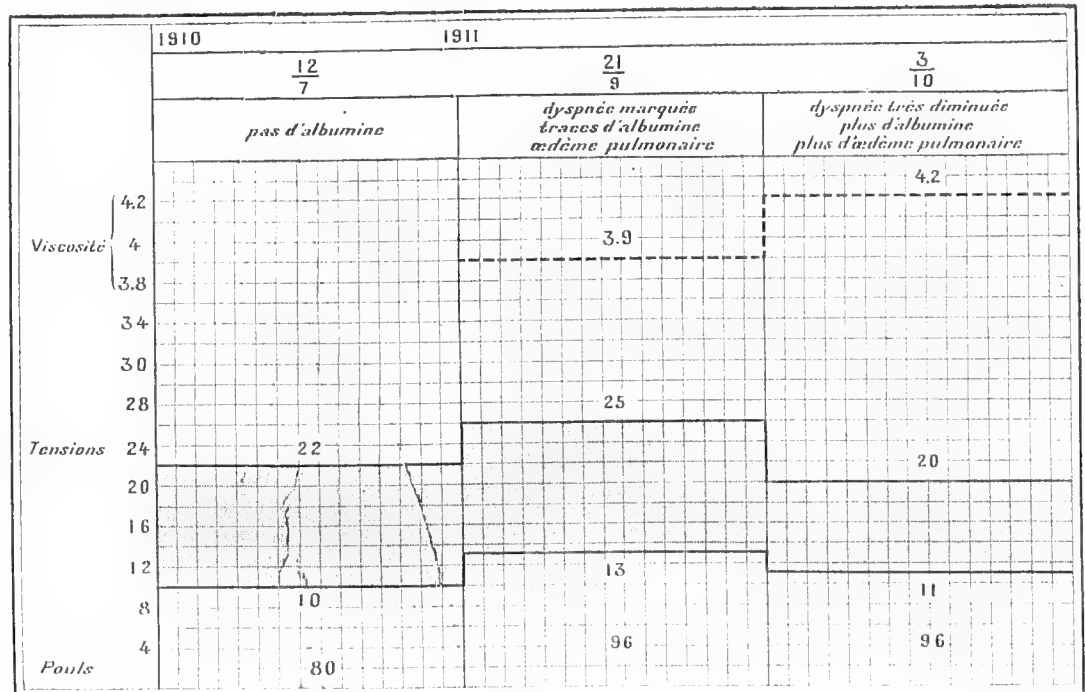 1910 1911
12/7 21/9 3/10
pas d'albumine
dyspnée marquée
traces d'albumine
œdème pulmonaire
dyspnée très diminuée
plus d'albumine
plus d'œdème pulmonaire
4.2
4.2
Viscosité 4 3.9
3.8
34
30
28 25
Tensions 24 22 20
20
16
12 13
8 10 11
4 96 96
Pouls 80